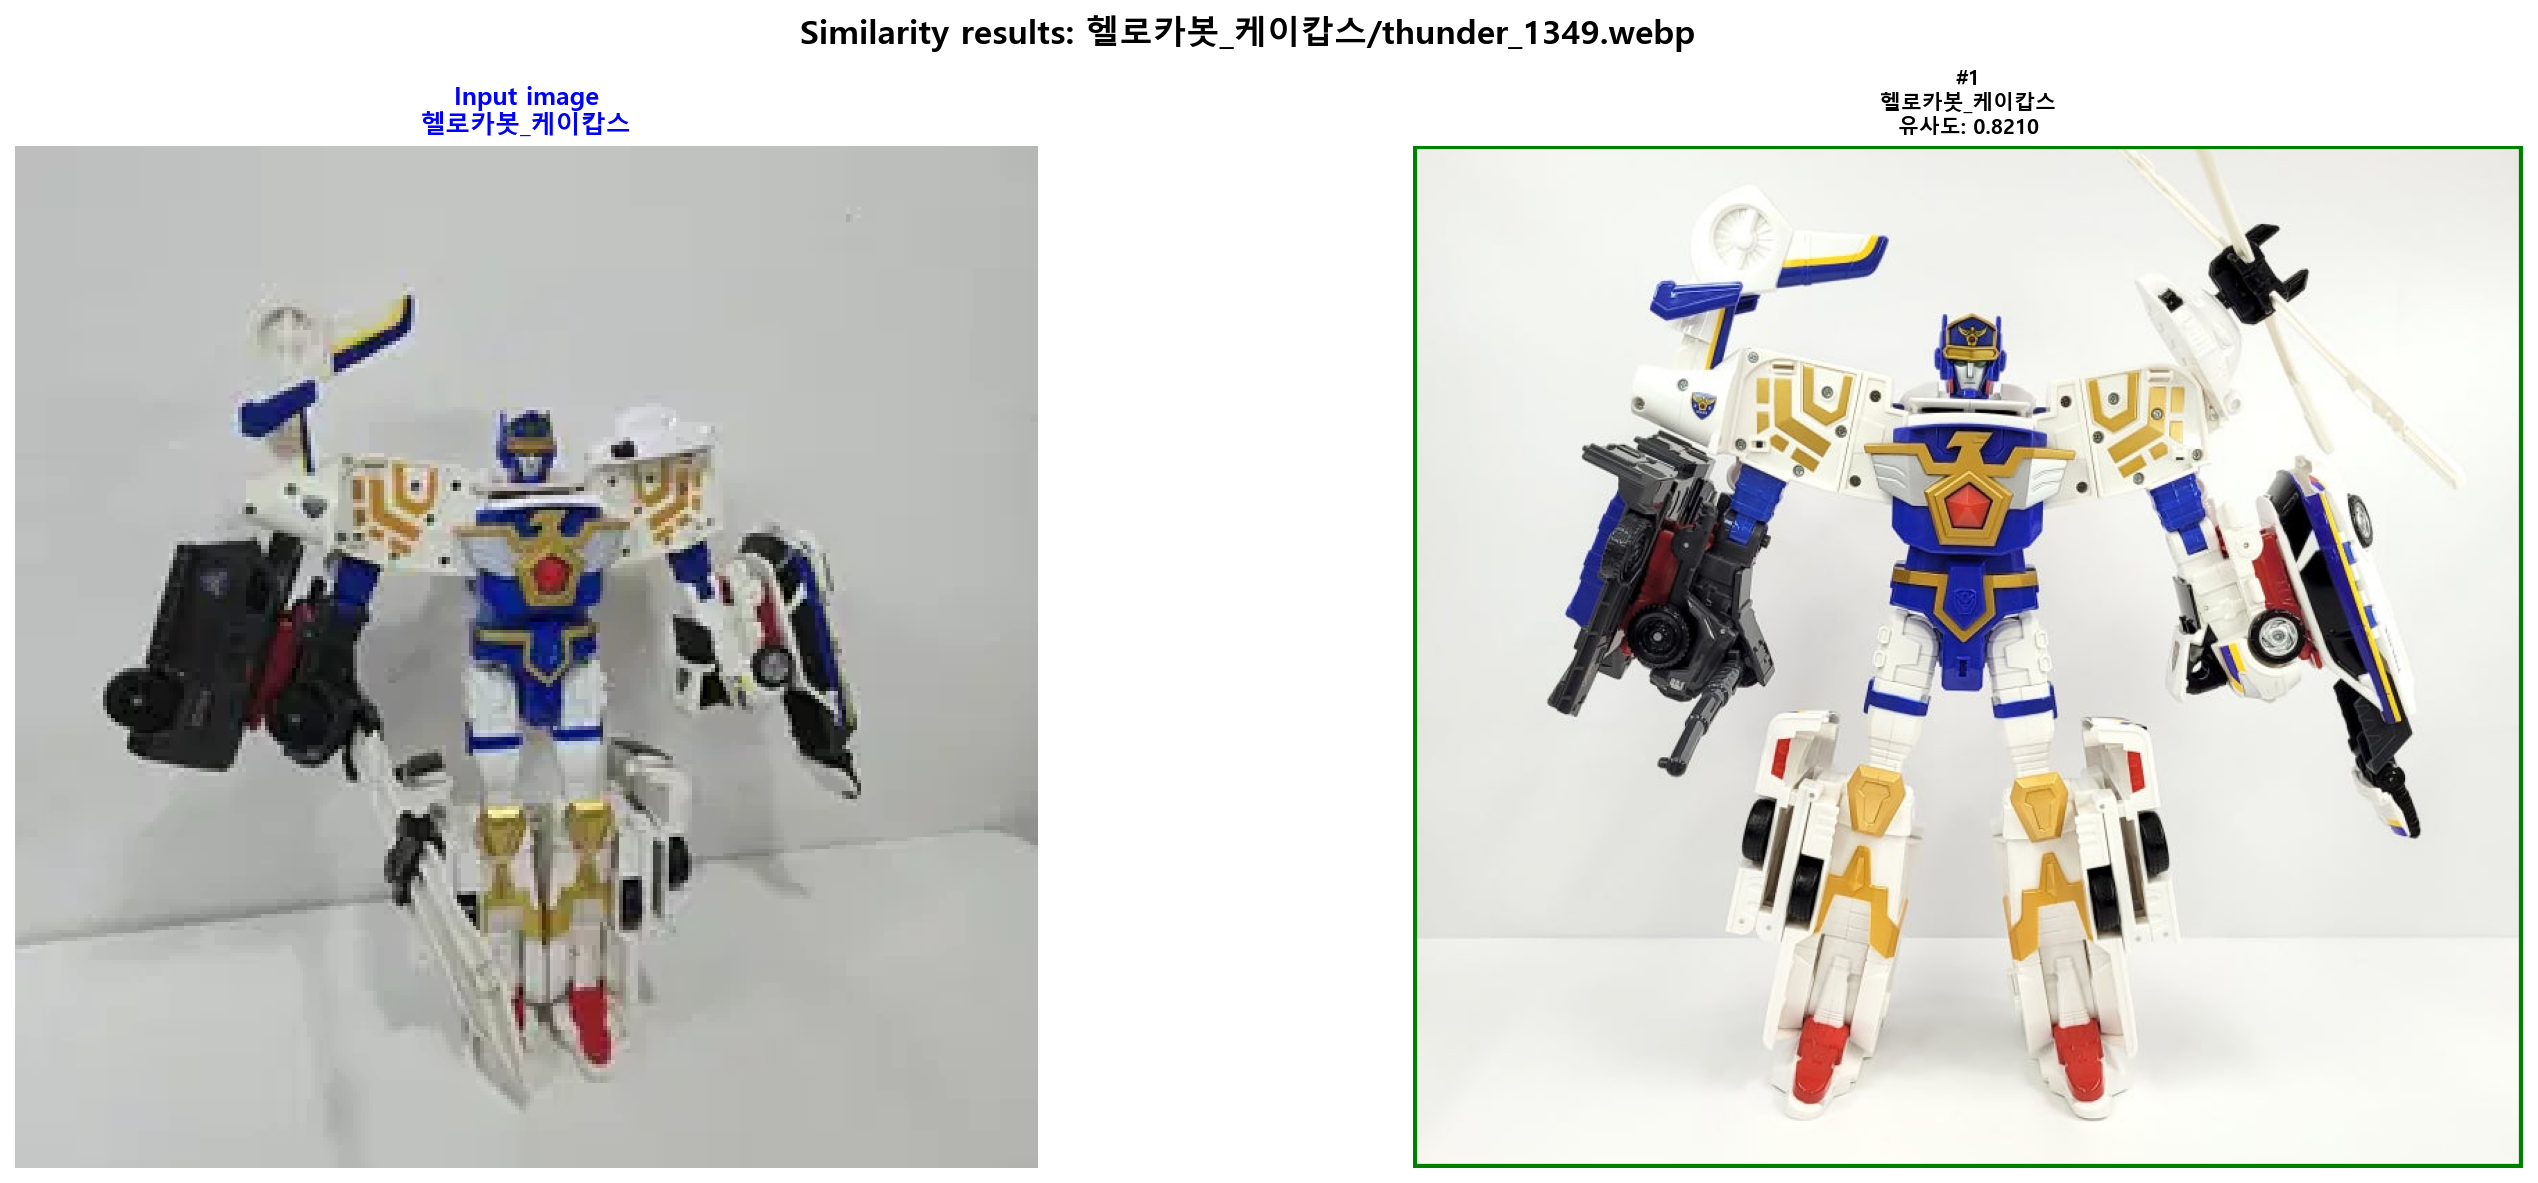 Similarity results: 헬로카봇_케이캅스/thunder_1349.webp
Input image
헬로카봇_케이캅스
#1
헬로카봇_케이캅스
유사도: 0.8210